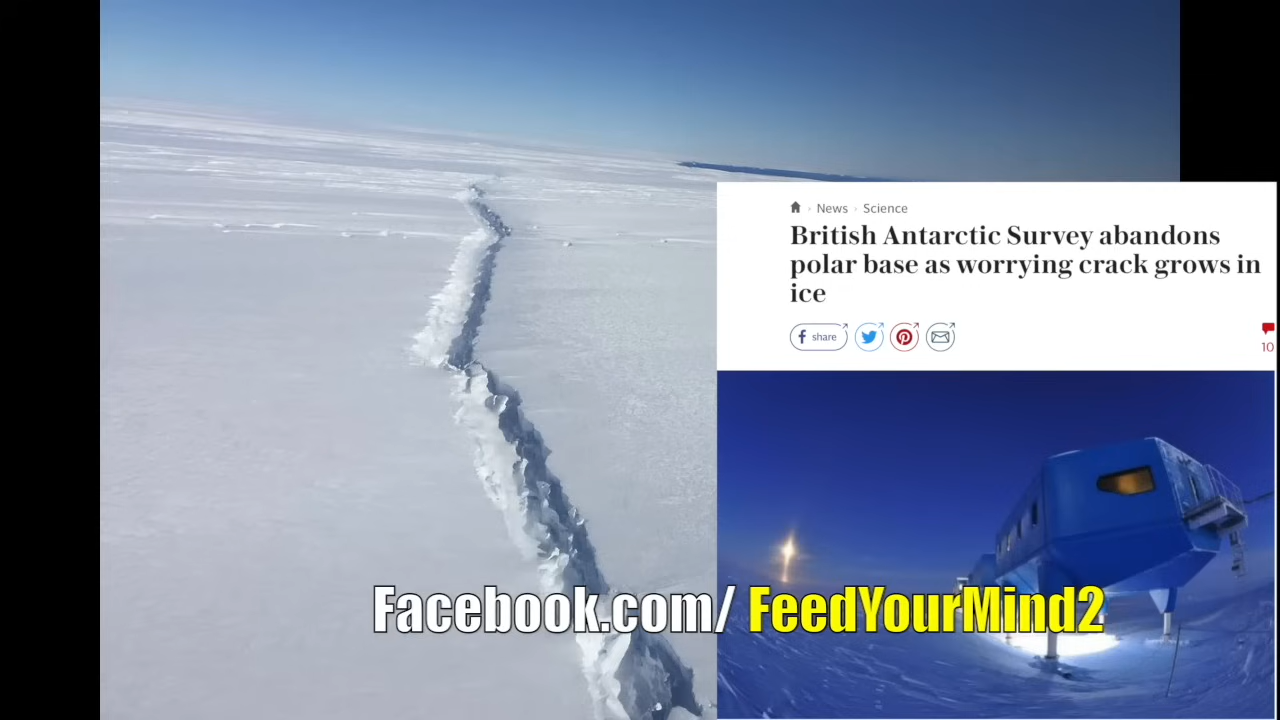 News › Science
British Antarctic Survey abandons
polar base as worrying crack grows in
ice
f share
10
Facebook.com/ FeedYourMind2